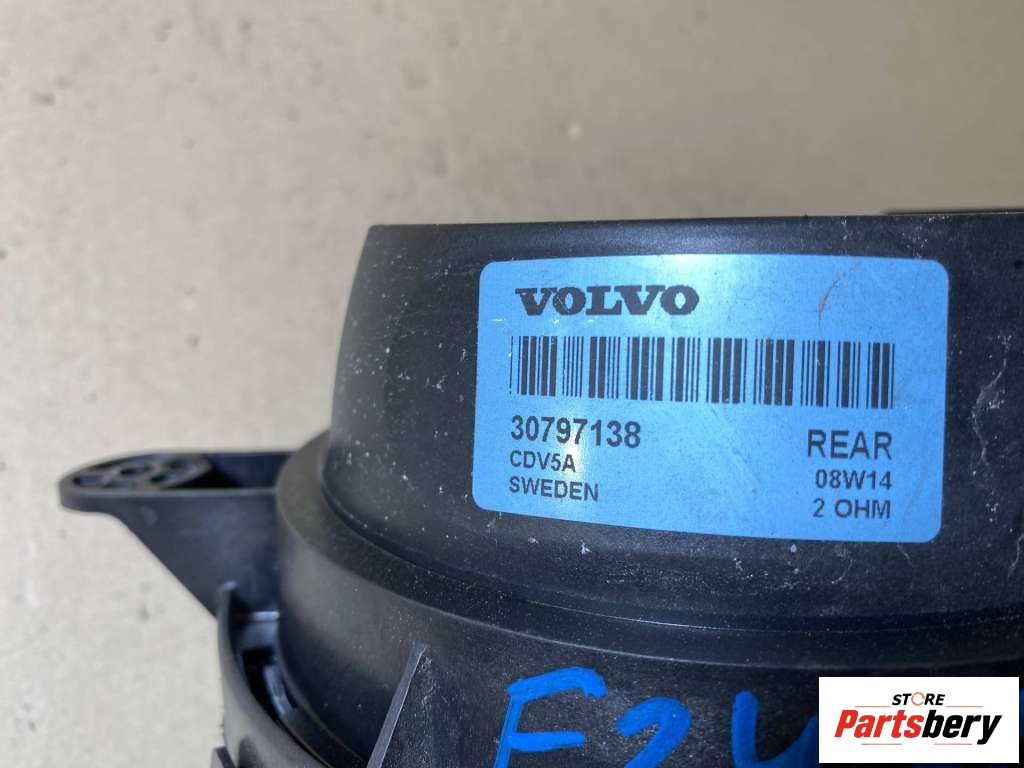 VOLVO
30797138
REAR
CDV5A
08W14
SWEDEN
2 OHM
STORE
Partsbery